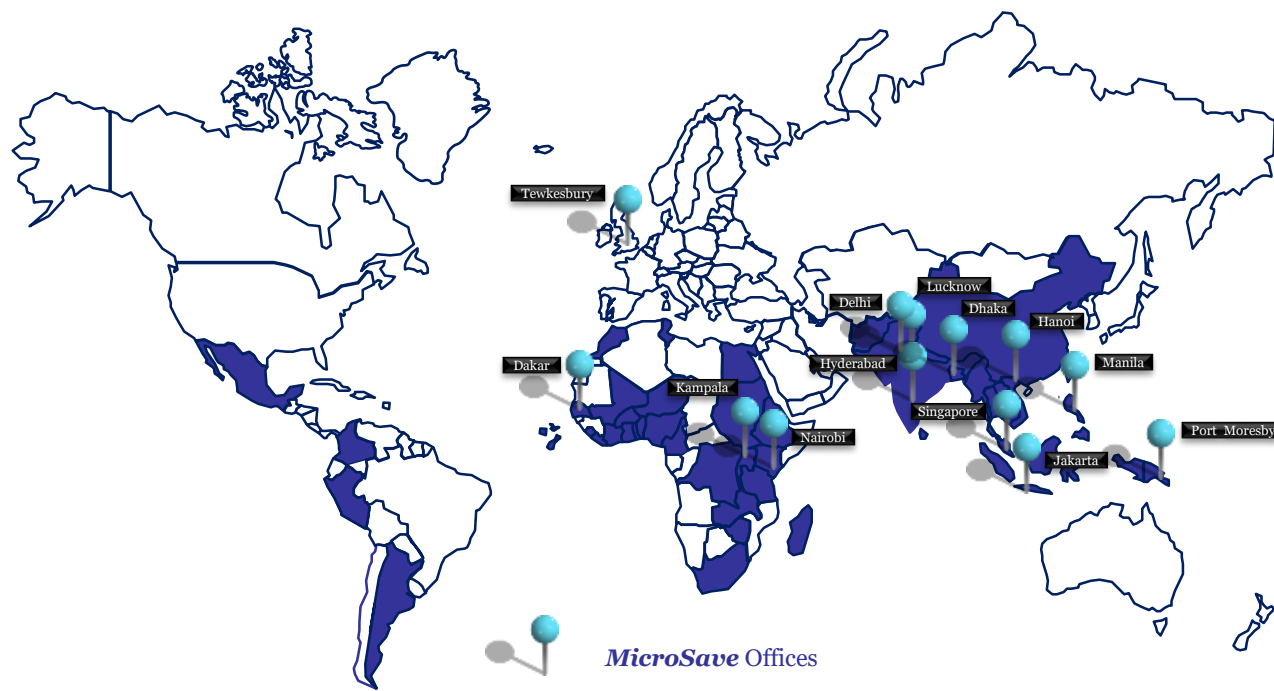 Tewkesbury
Lucknow
Delhi
Dhaka
Hanoi
Dakar
Hyderabad
Manila
Kampala
Singapore
Nairobi
Port Moresby
Jakarta
MicroSave Offices